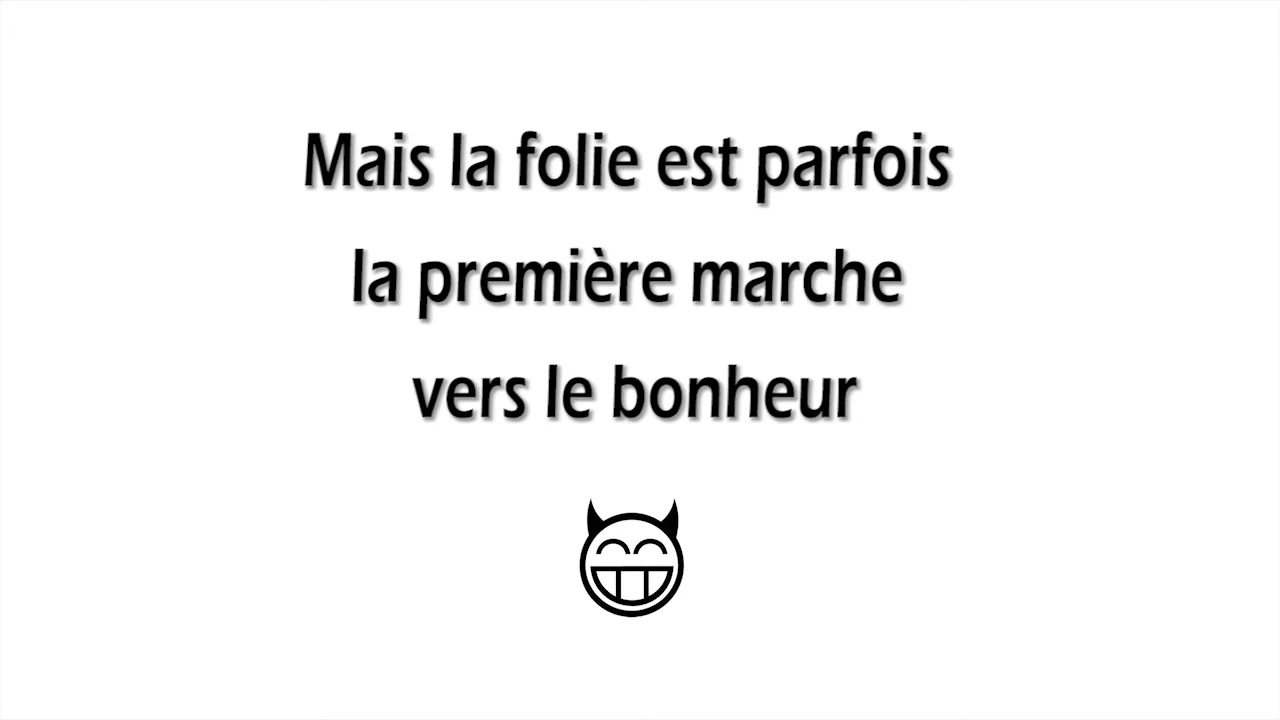 Mais la folie est parfois
la première marche
vers le bonheur